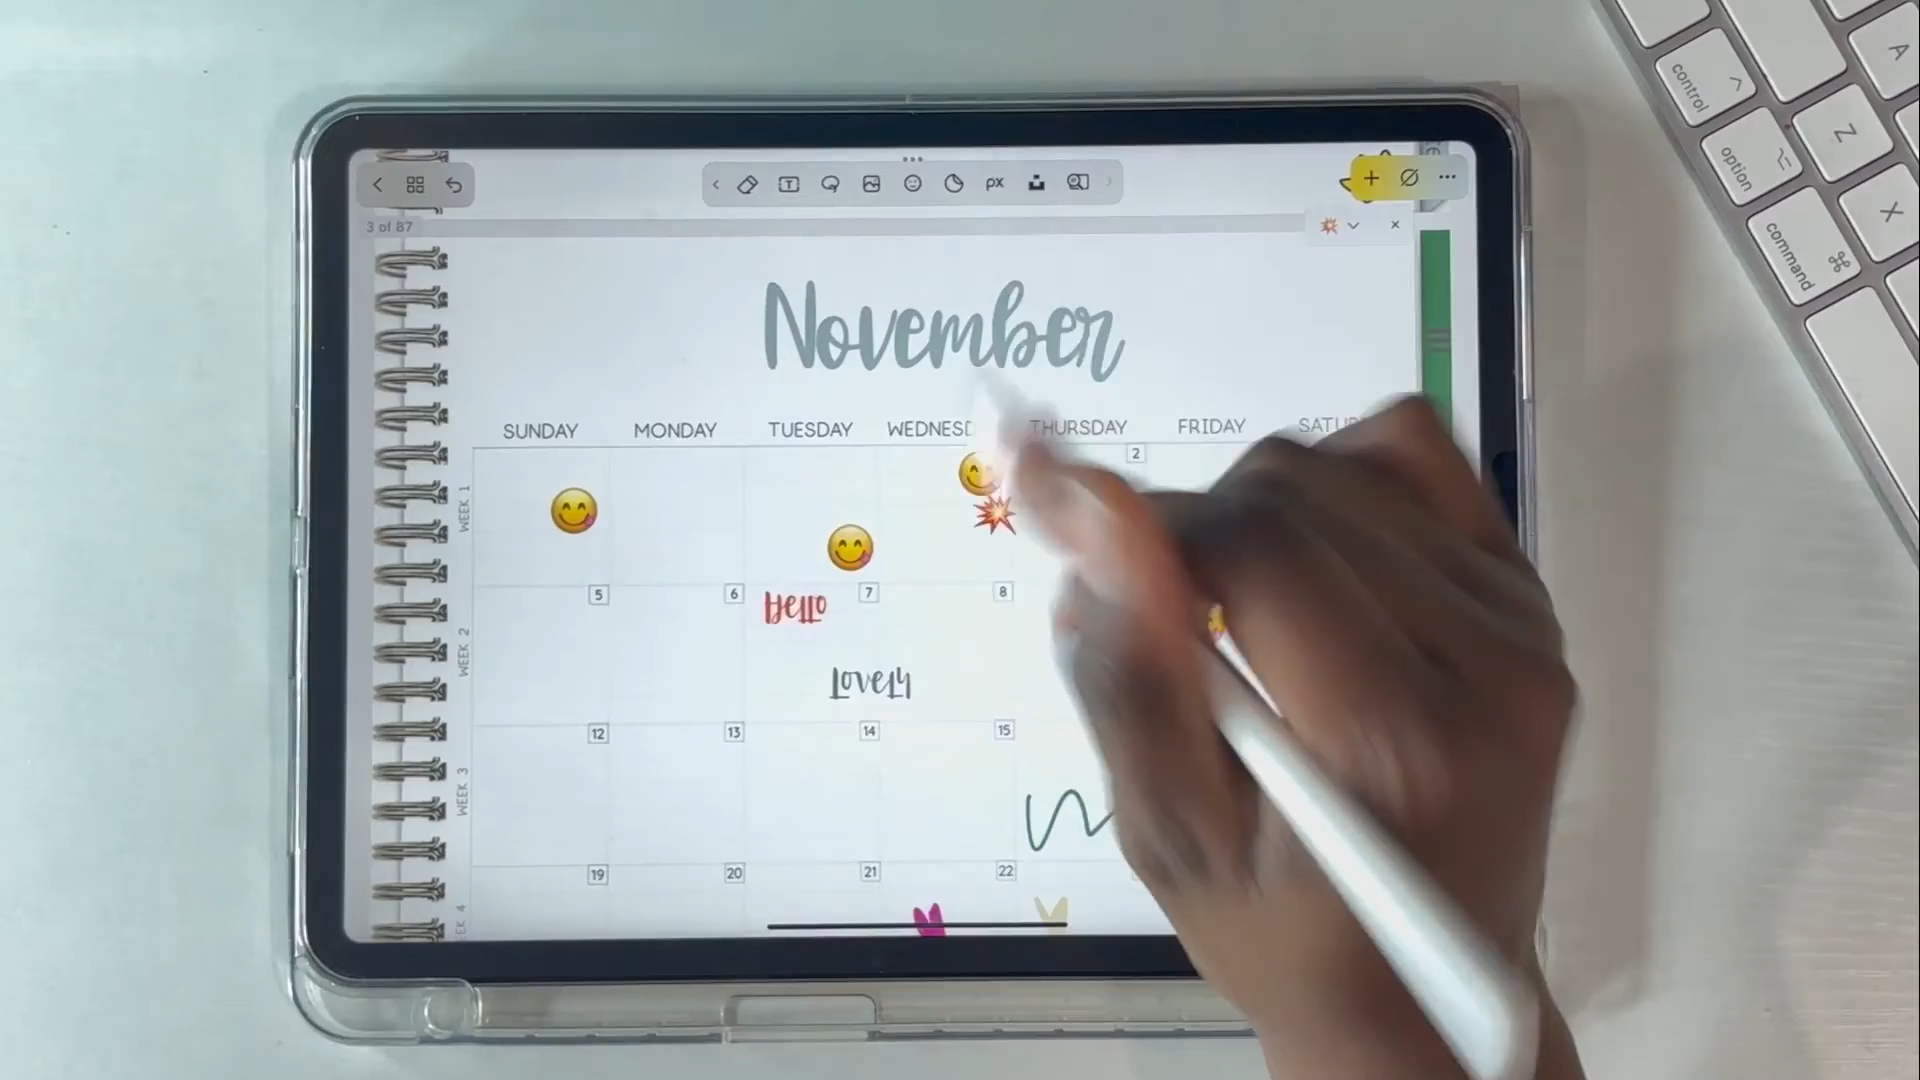 3 of 87
November
SUNDAY MONDAY TUESDAY THURSDAY FRIDAY
2
WEEK 1
5 6 7 8
Hello
Lovely
WEEK 2
12 13 14 15
WEEK 3
19 20 21 22
control
option
command
A
Z
X